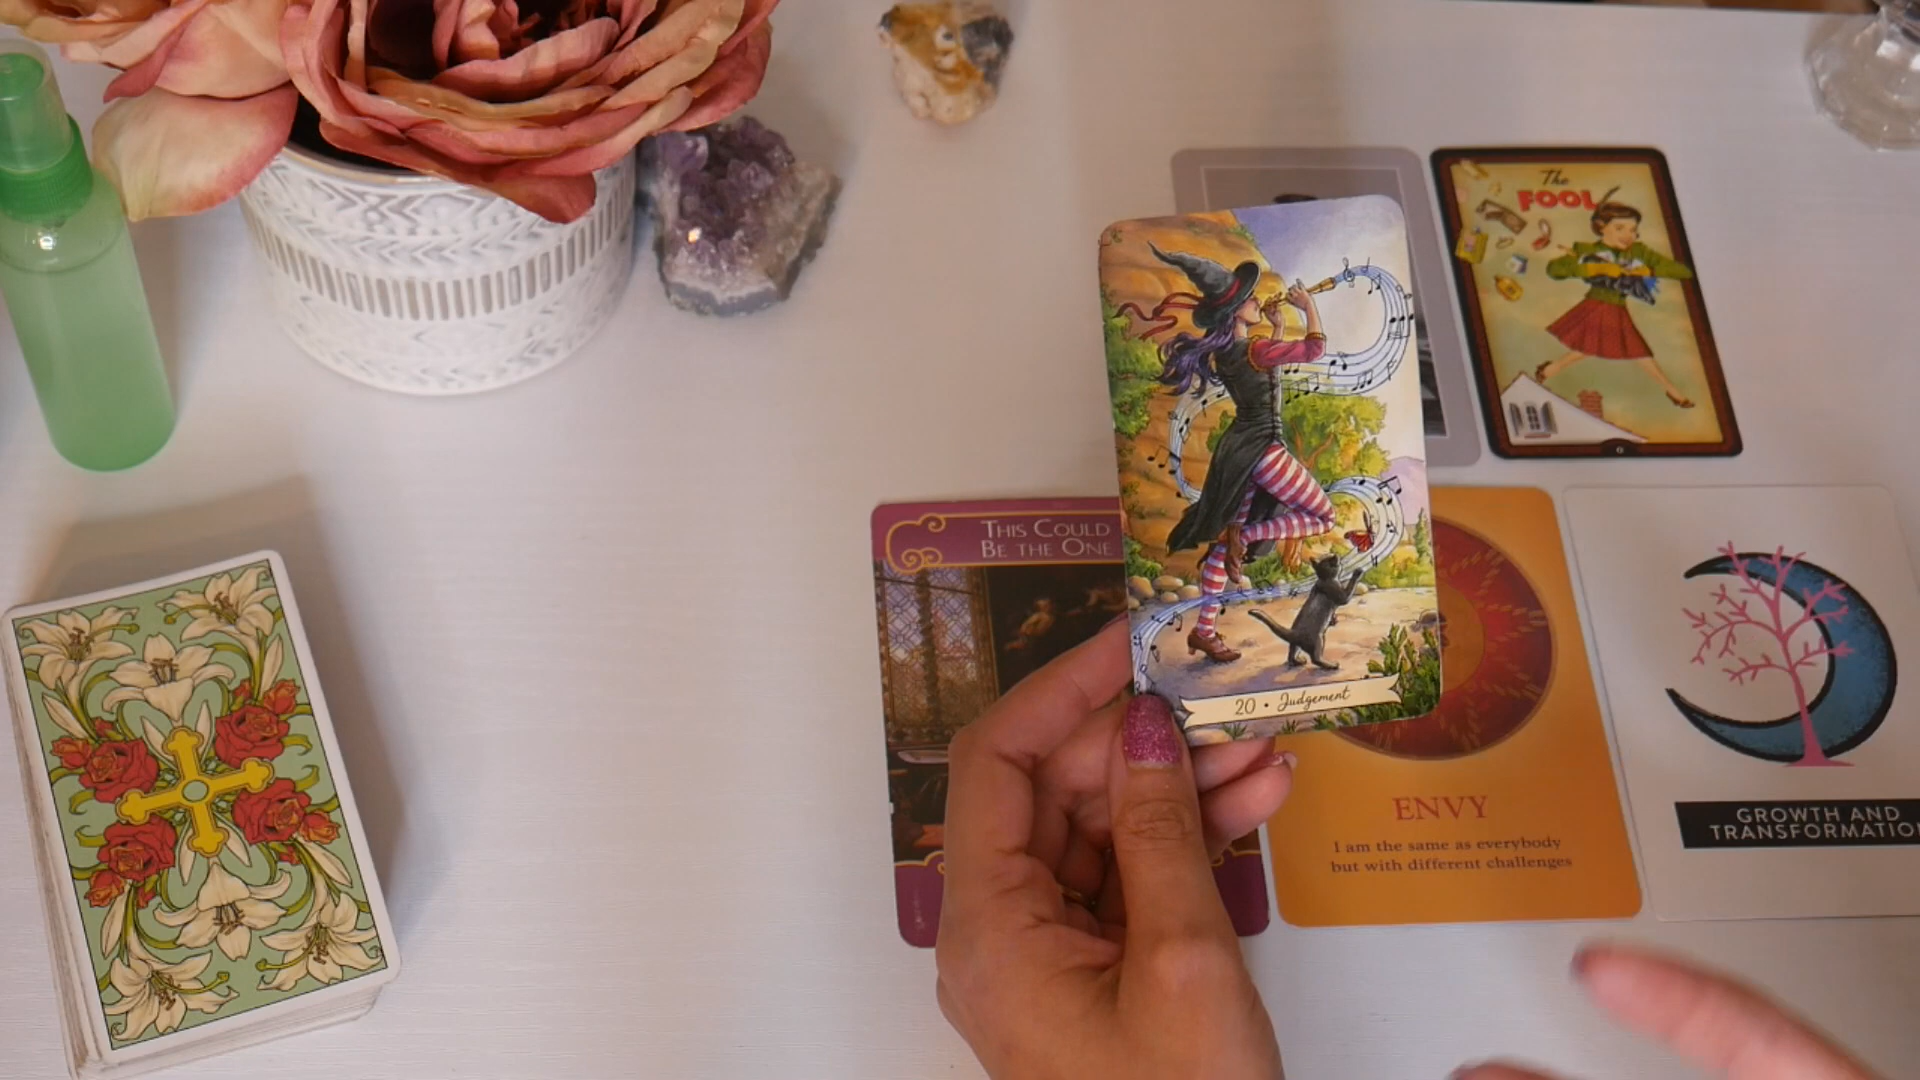 The
FOOL
0
THIS COULD
BE THE ONE
20 • Judgement
ENVY
I am the same as everybody
but with different challenges
GROWTH AND
TRANSFORMATIO